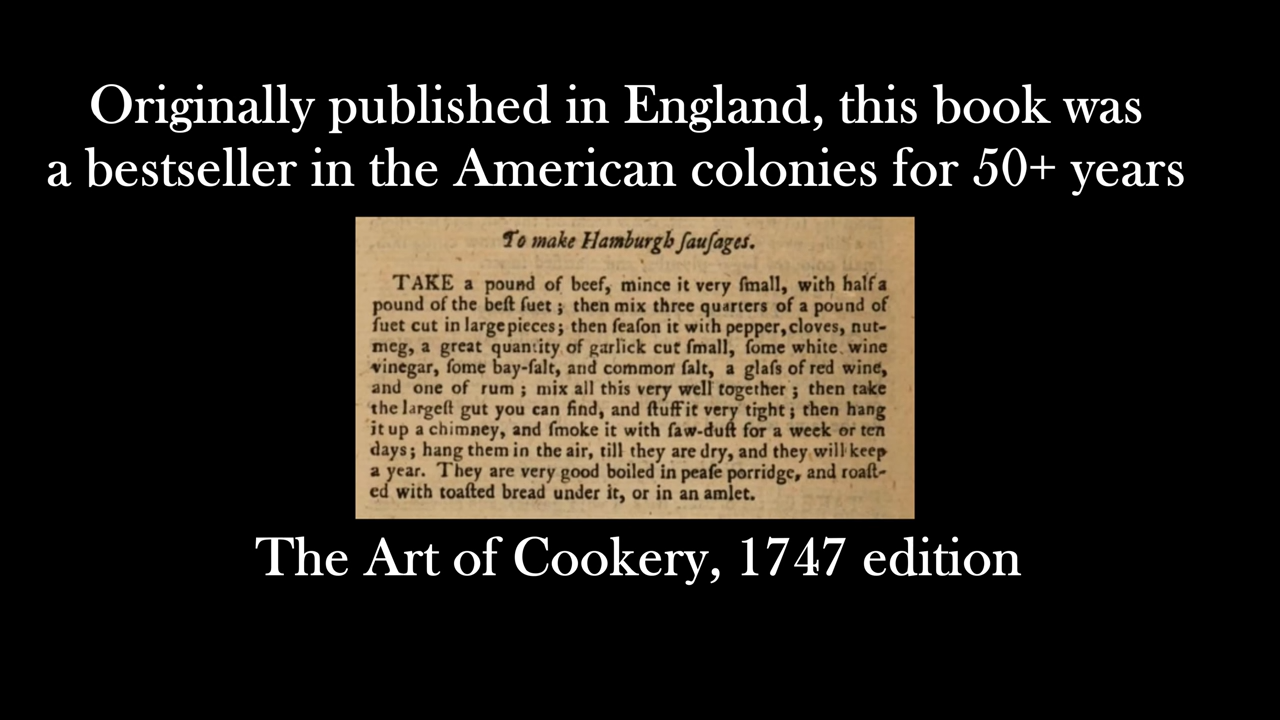 Originally published in England, this book was
a bestseller in the American colonies for 50+ years
To make Hamburgh ſauſages.
TAKE a pound of beef, mince it very ſmall, with half a
pound of the beſt ſuet ; then mix three quarters of a pound of
ſuet cut in large pieces ; then ſeaſon it with pepper, cloves, nut-
meg, a great quantity of garlick cut ſmall, ſome white wine
vinegar, ſome bay-ſalt, and common ſalt, a glaſs of red wine,
and one of rum ; mix all this very well together ; then take
the largeſt gut you can find, and ſtuff it very tight ; then hang
it up a chimney, and ſmoke it with ſaw-duſt for a week or ten
days ; hang them in the air, till they are dry, and they will keep
a year. They are very good boiled in peaſe porridge, and roaſt-
ed with toaſted bread under it, or in an amlet.
The Art of Cookery, 1747 edition